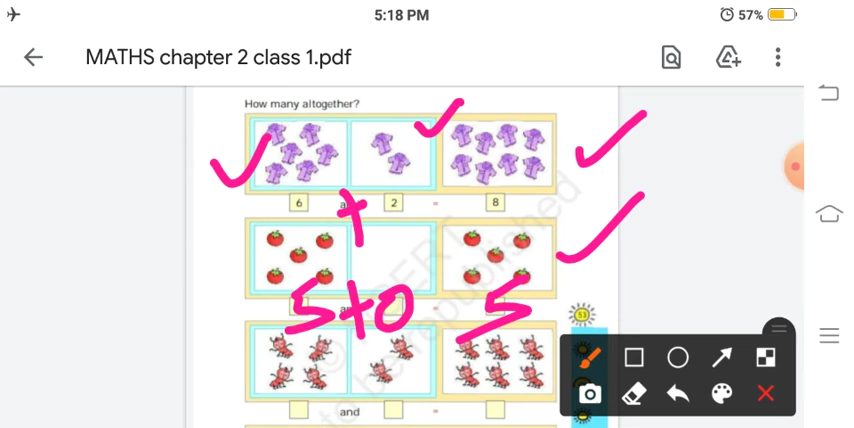 5:18 PM
57%
MATHS chapter 2 class 1.pdf
How many altogether?
6 + 2 = 8
5 + 0 = 5
53
and =